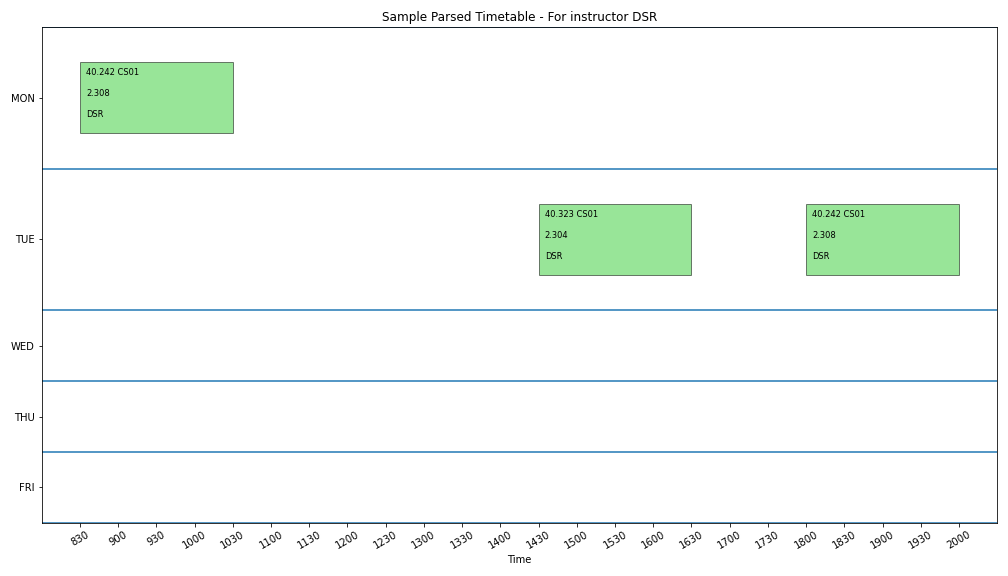 Sample Parsed Timetable - For instructor DSR
MON
40.242 CS01
2.308
DSR
TUE
40.323 CS01
2.304
DSR
40.242 CS01
2.308
DSR
WED
THU
FRI
830 900 930 1000 1030 1100 1130 1200 1230 1300 1330 1400 1430 1500 1530 1600 1630 1700 1730 1800 1830 1900 1930 2000
Time